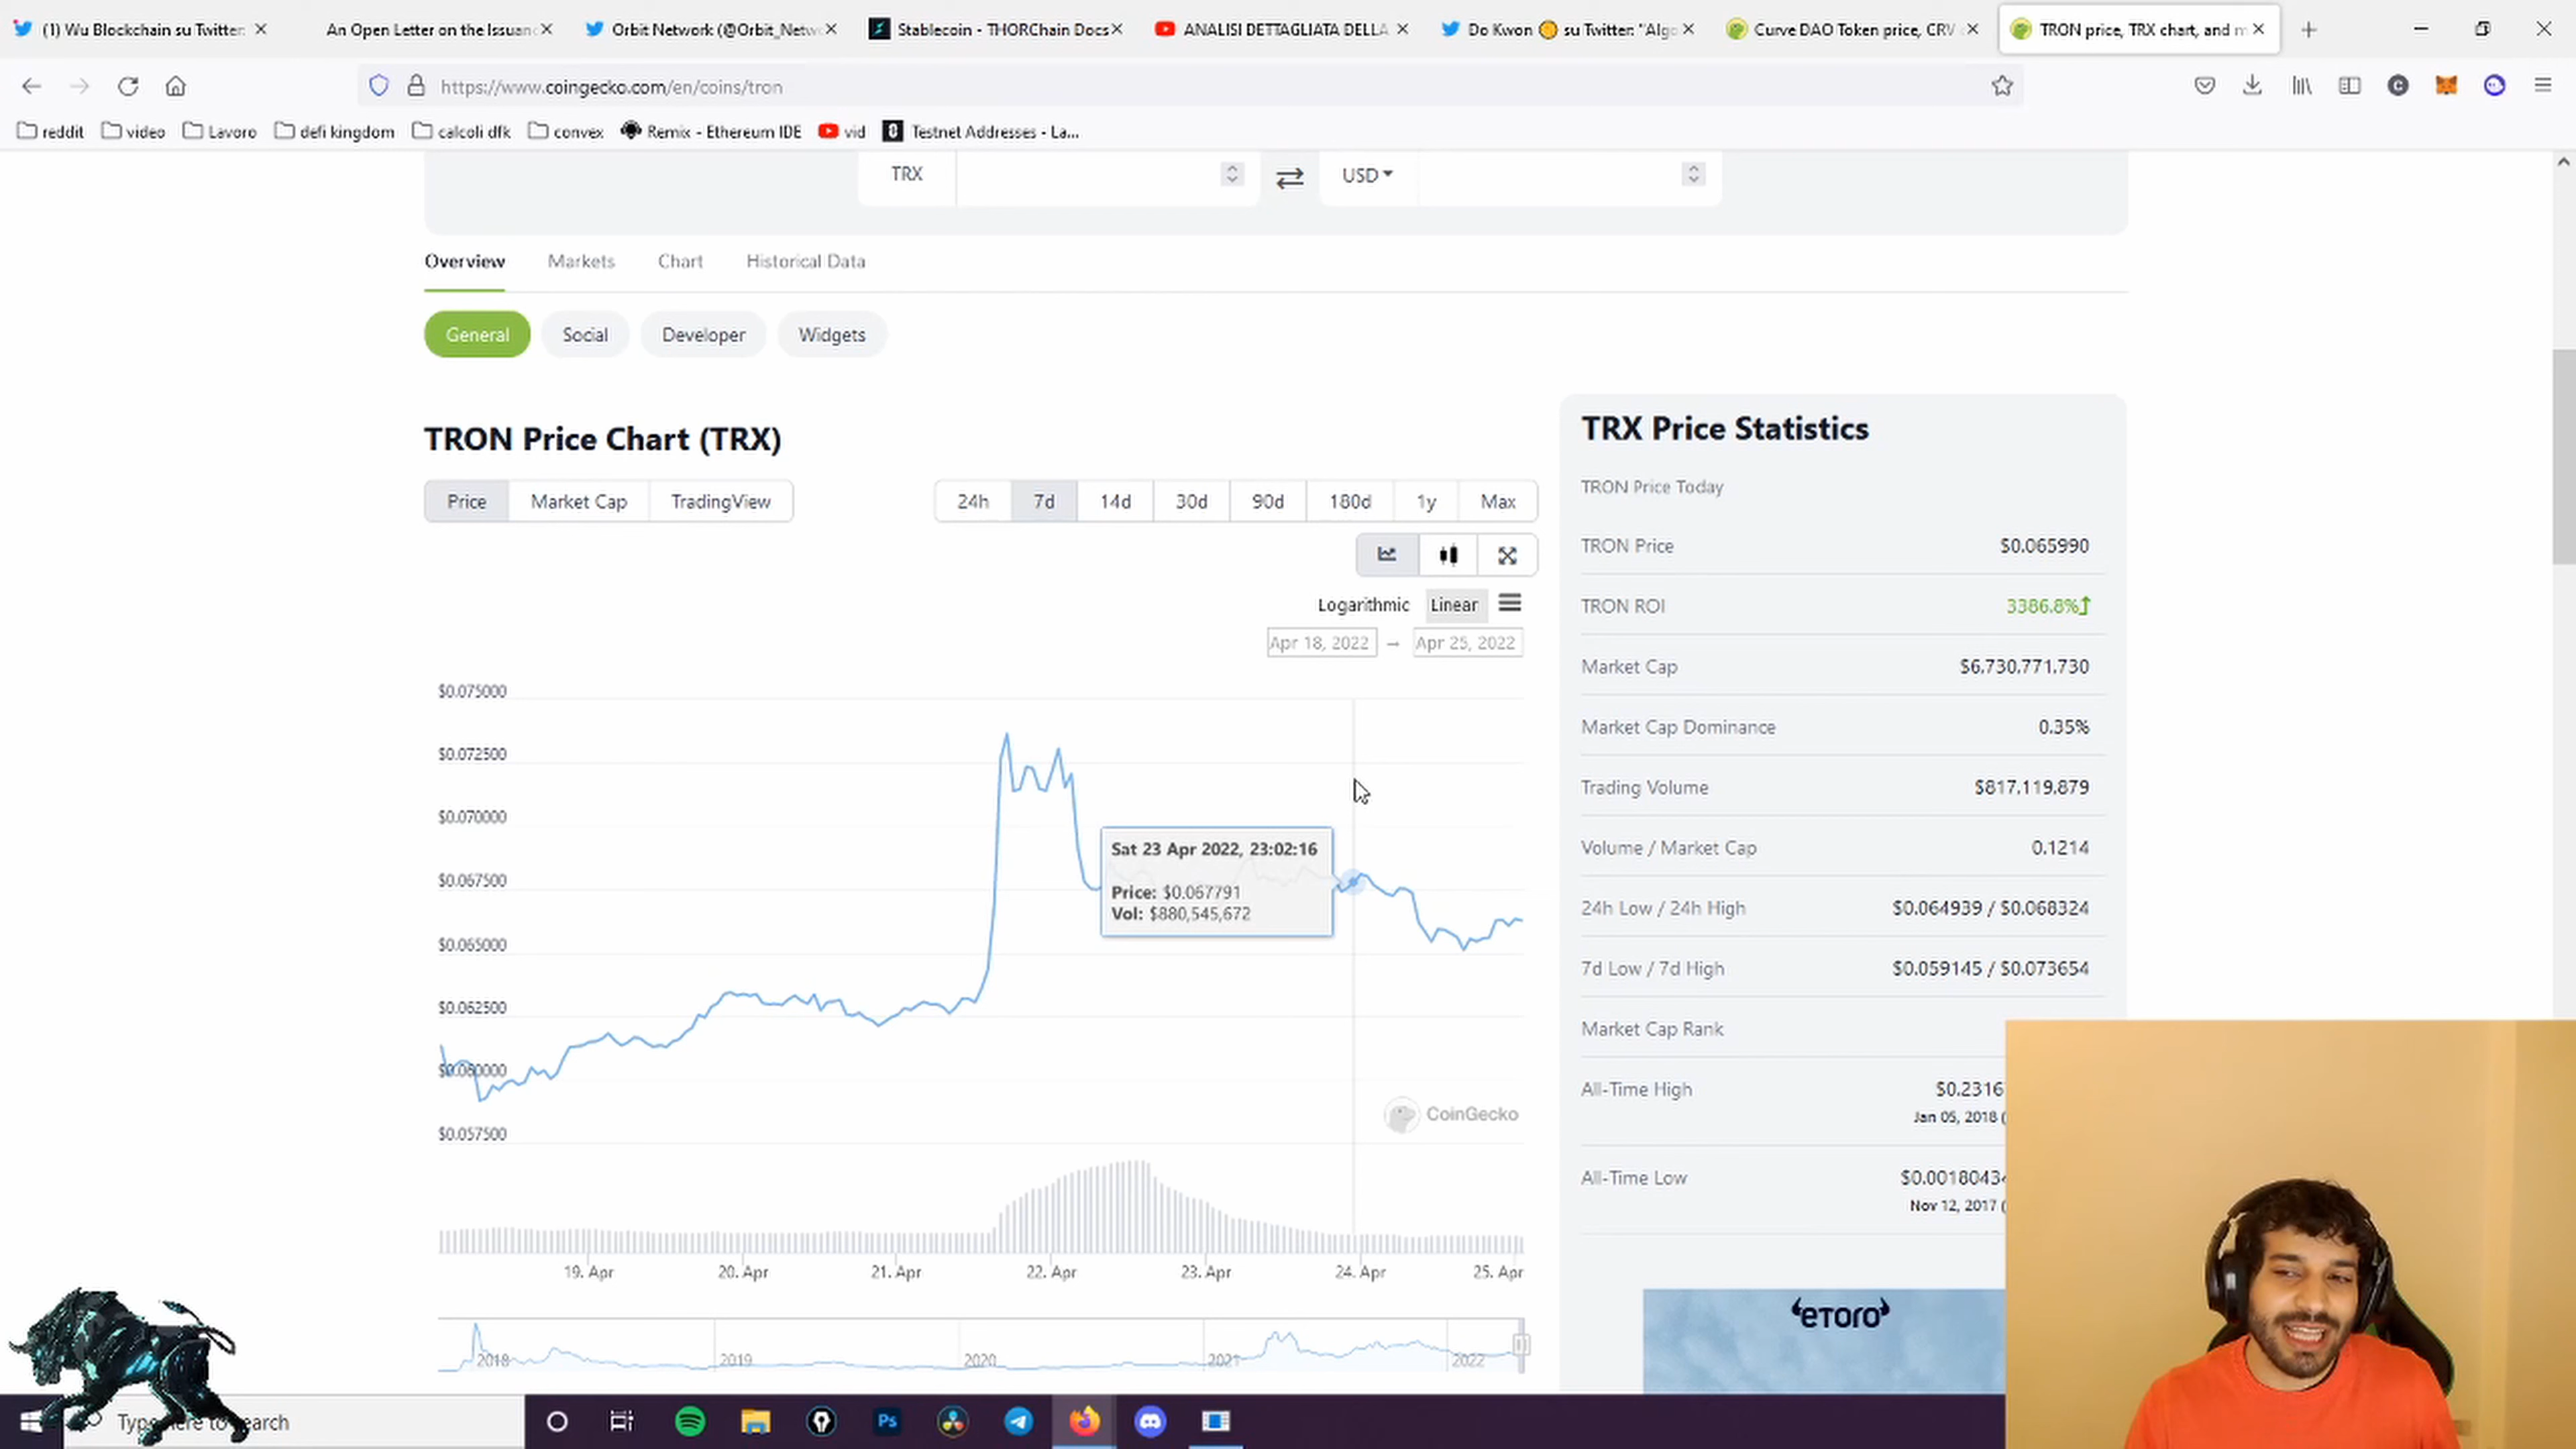 (1) Wu Blockchain su Twitter:
An Open Letter on the Issuan
Orbit Network (@Orbit_Netw
Stablecoin - THORChain Docs
ANALISI DETTAGLIATA DELLA
Do Kwon su Twitter: "Algo
Curve DAO Token price, CRV c
TRON price, TRX chart, and m
https://www.coingecko.com/en/coins/tron
reddit
video
Lavoro
defi kingdom
calcoli dfk
convex
Remix - Ethereum IDE
vid
Testnet Addresses - La...
TRX
USD
Overview
Markets
Chart
Historical Data
General
Social
Developer
Widgets
TRON Price Chart (TRX)
Price
Market Cap
TradingView
24h
7d
14d
30d
90d
180d
1y
Max
Logarithmic
Linear
Apr 18, 2022 → Apr 25, 2022
$0.075000
$0.072500
$0.070000
$0.067500
$0.065000
$0.062500
$0.060000
$0.057500
Sat 23 Apr 2022, 23:02:16
Price: $0.067791
Vol: $880,545,672
CoinGecko
19. Apr
20. Apr
21. Apr
22. Apr
23. Apr
24. Apr
25. Apr
2018
2019
2020
2021
2022
TRX Price Statistics
TRON Price Today
TRON Price $0.065990
TRON ROI 3386.8%
Market Cap $6,730,771,730
Market Cap Dominance 0.35%
Trading Volume $817,119,879
Volume / Market Cap 0.1214
24h Low / 24h High $0.064939 / $0.068324
7d Low / 7d High $0.059145 / $0.073654
Market Cap Rank
All-Time High $0.2316
Jan 05, 2018 (
All-Time Low $0.0018043
Nov 12, 2017 (
eToro
Type here to search
Ps